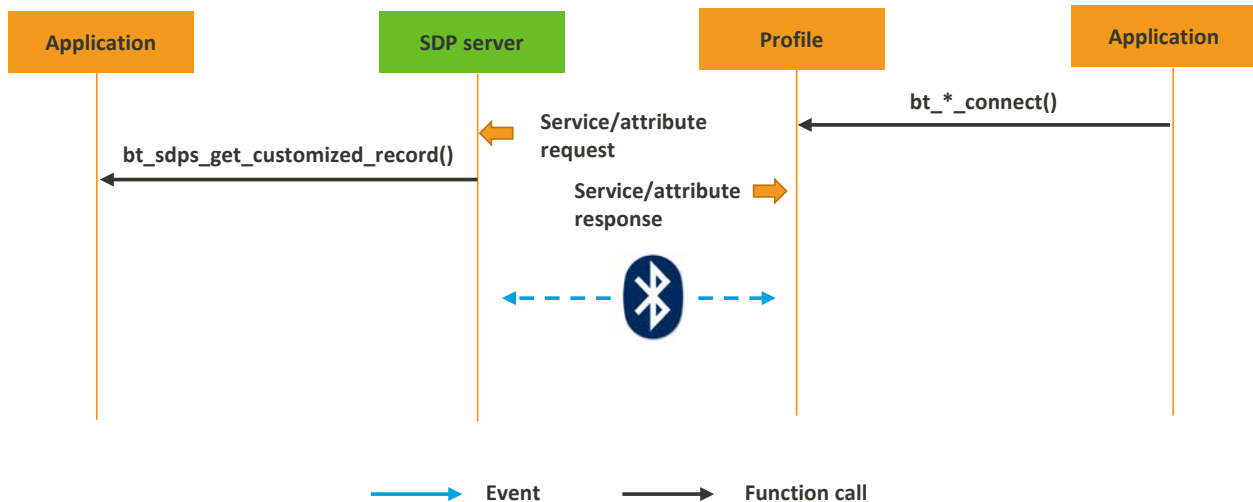 Application
SDP server
Profile
Application
bt_*_connect()
Service/attribute
request
bt_sdps_get_customized_record()
Service/attribute
response
Event
Function call